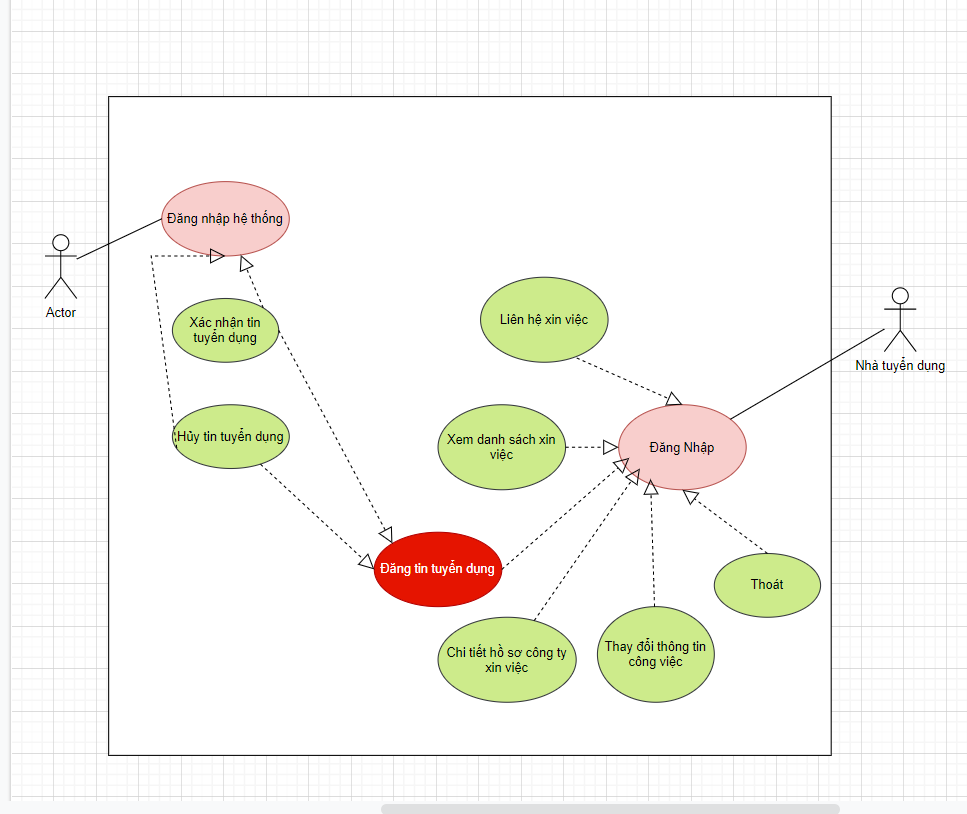 Đăng nhập hệ thống
Actor
Xác nhận tin
tuyển dụng
Hủy tin tuyển dụng
Liên hệ xin việc
Nhà tuyển dụng
Xem danh sách xin
việc
Đăng Nhập
Đăng tin tuyển dụng
Thoát
Chi tiết hồ sơ công ty
xin việc
Thay đổi thông tin
công việc